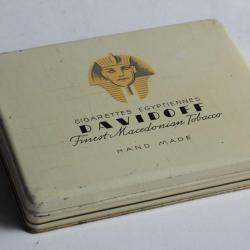 CIGARETTES EGYPTIENNES
DAVIDOFF
Finest Macedonian Tobacco
HAND MADE